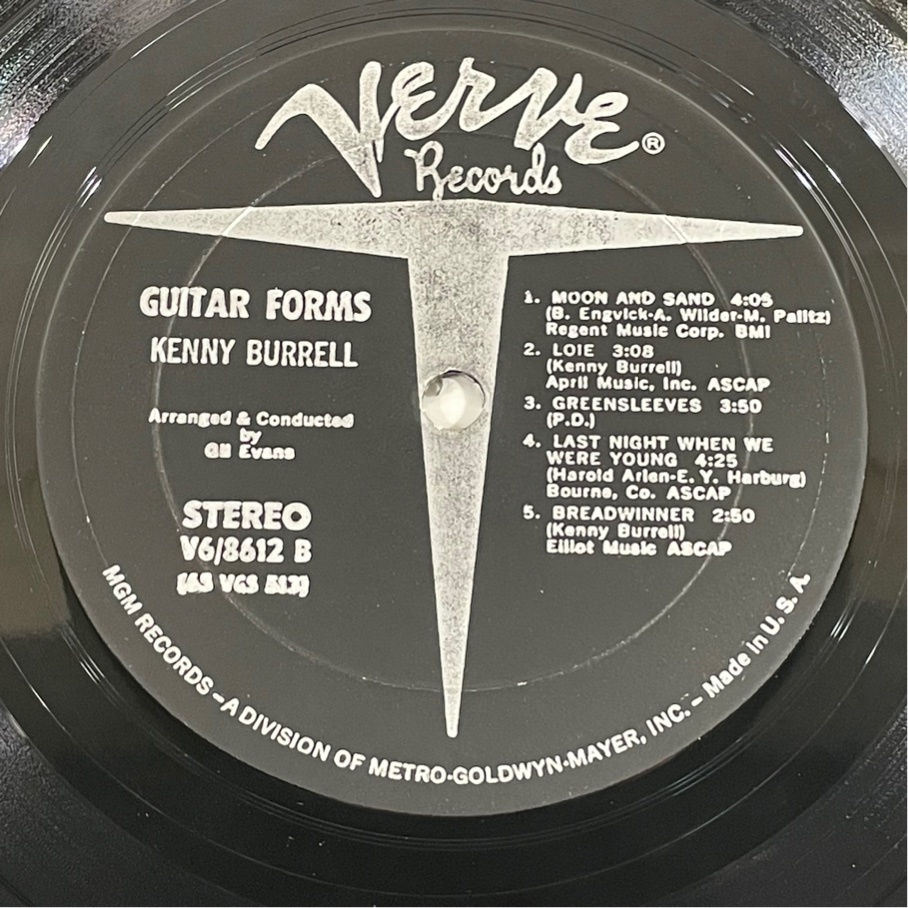 Verve®
Records
GUITAR FORMS
KENNY BURRELL
Arranged & Conducted
by
Gil Evans
STEREO
V6/8612 B
1. MOON AND SAND 4:05
(B. Engvick-A. Wilder-M. Palitz)
Regent Music Corp. BMI
2. LOIE 3:08
(Kenny Burrell)
April Music, Inc. ASCAP
3. GREENSLEEVES 3:50
(P.D.)
4. LAST NIGHT WHEN WE
WERE YOUNG 4:25
(Harold Arlen-E. Y. Harburg)
Bourne, Co. ASCAP
5. BREADWINNER 2:50
(Kenny Burrell)
Elliot Music ASCAP
MGM RECORDS – A DIVISION OF METRO-GOLDWYN-MAYER, INC. – Made in U. S. A.